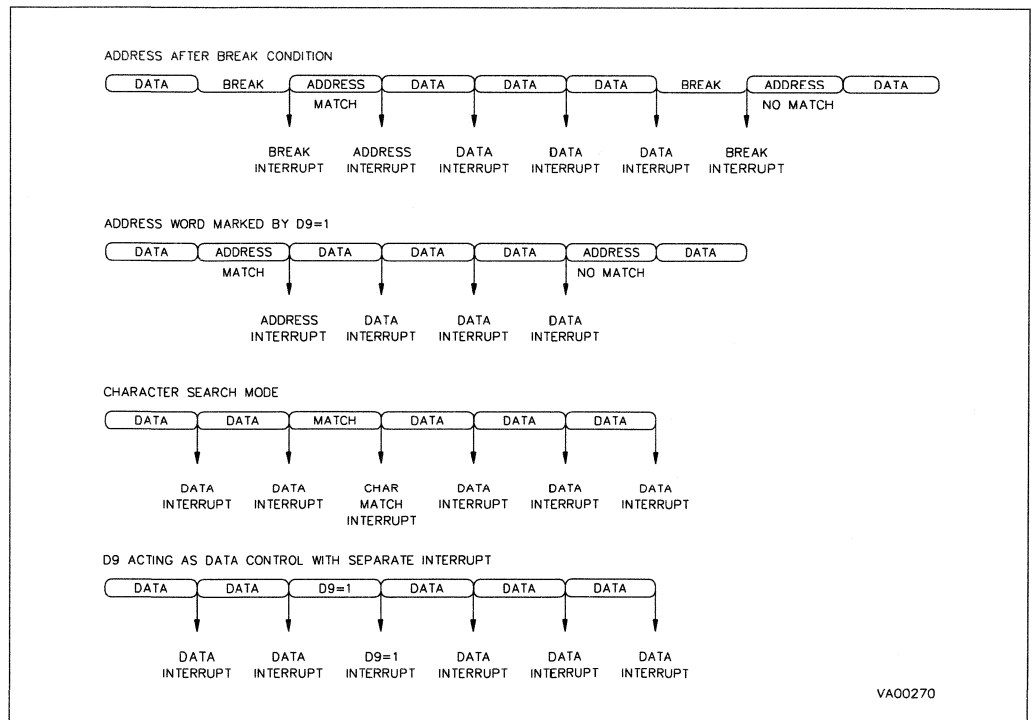 ADDRESS AFTER BREAK CONDITION
DATA BREAK ADDRESS DATA DATA DATA BREAK ADDRESS DATA
MATCH NO MATCH
BREAK ADDRESS DATA DATA DATA BREAK
INTERRUPT INTERRUPT INTERRUPT INTERRUPT INTERRUPT INTERRUPT
ADDRESS WORD MARKED BY D9=1
DATA ADDRESS DATA DATA DATA ADDRESS DATA
MATCH NO MATCH
ADDRESS DATA DATA DATA
INTERRUPT INTERRUPT INTERRUPT INTERRUPT
CHARACTER SEARCH MODE
DATA DATA MATCH DATA DATA DATA
DATA DATA CHAR DATA DATA DATA
INTERRUPT INTERRUPT MATCH INTERRUPT INTERRUPT INTERRUPT
INTERRUPT
D9 ACTING AS DATA CONTROL WITH SEPARATE INTERRUPT
DATA DATA D9=1 DATA DATA DATA
DATA DATA D9=1 DATA DATA DATA
INTERRUPT INTERRUPT INTERRUPT INTERRUPT INTERRUPT INTERRUPT
VA00270